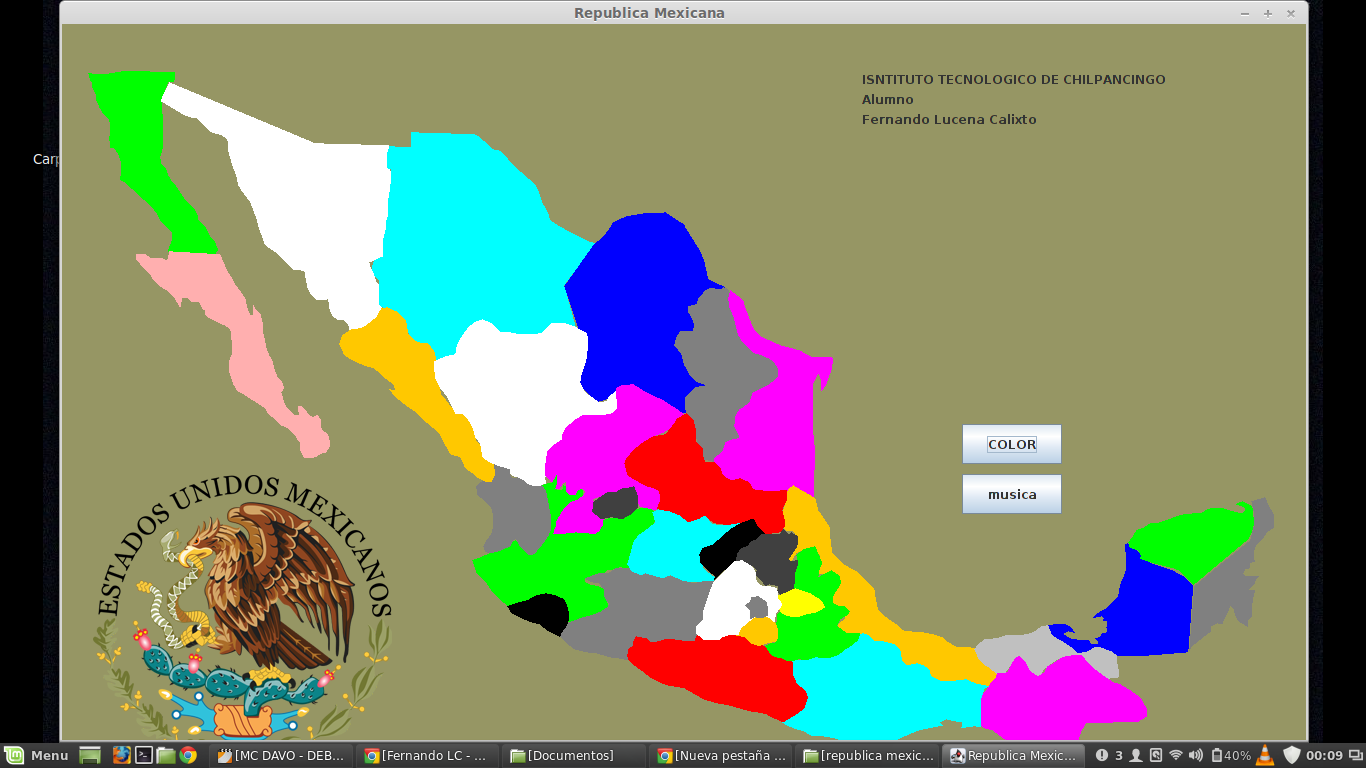 Republica Mexicana
ISNTITUTO TECNOLOGICO DE CHILPANCINGO
Alumno
Fernando Lucena Calixto
Carp
COLOR
musica
ESTADOS UNIDOS MEXICANOS
Menu
[MC DAVO - DEB...
[Fernando LC - ...
[Documentos]
[Nueva pestaña ...
[republica mexic...
Republica Mexic...
3
40%
00:09